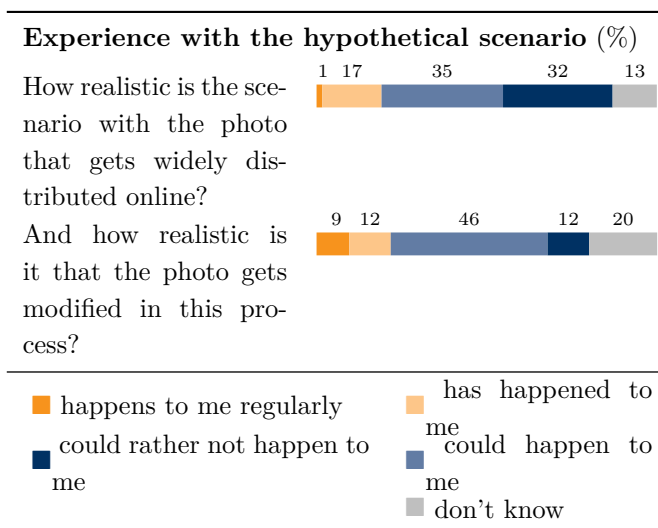 Experience with the hypothetical scenario (%)
How realistic is the sce-
nario with the photo
that gets widely dis-
tributed online?
1 17 35 32 13
And how realistic is
it that the photo gets
modified in this pro-
cess?
9 12 46 12 20
happens to me regularly
has happened to
me
could rather not happen to
me
could happen to
me
don't know